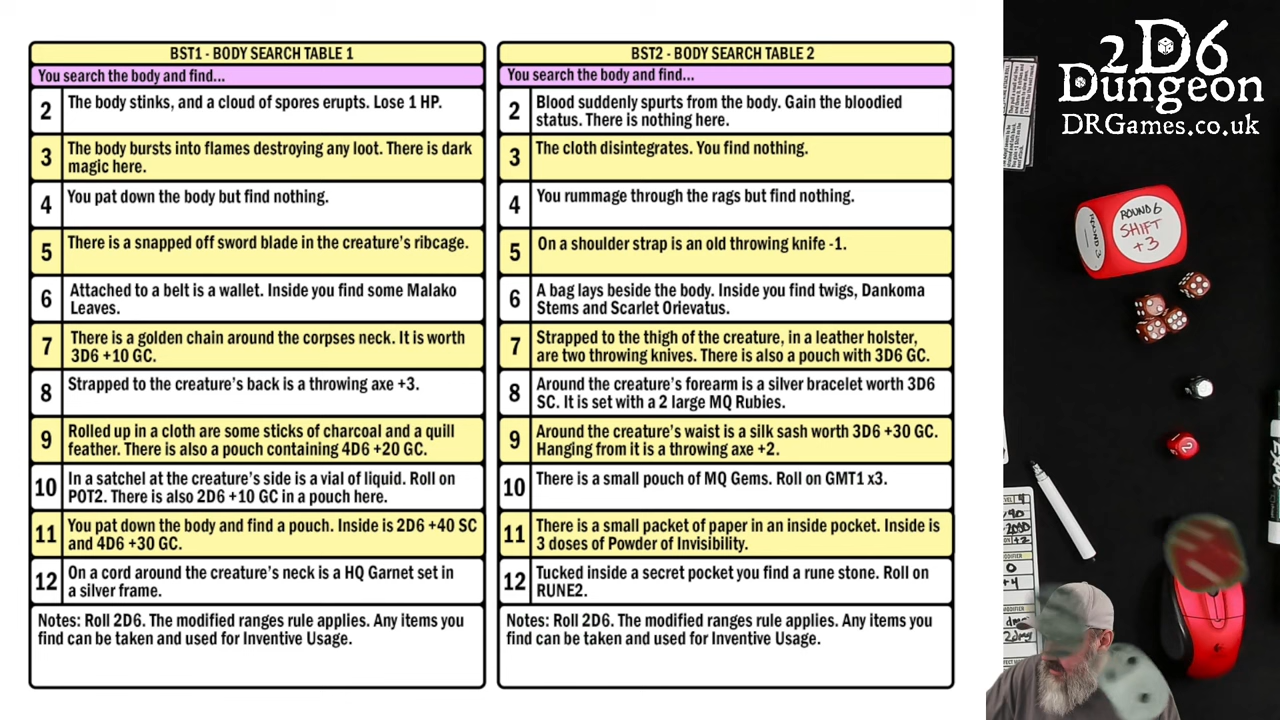 BST1 - BODY SEARCH TABLE 1
You search the body and find...
2 The body stinks, and a cloud of spores erupts. Lose 1 HP.
3 The body bursts into flames destroying any loot. There is dark
magic here.
4 You pat down the body but find nothing.
5 There is a snapped off sword blade in the creature's ribcage.
6 Attached to a belt is a wallet. Inside you find some Malako
Leaves.
7 There is a golden chain around the corpses neck. It is worth
3D6 +10 GC.
8 Strapped to the creature's back is a throwing axe +3.
9 Rolled up in a cloth are some sticks of charcoal and a quill
feather. There is also a pouch containing 4D6 +20 GC.
10 In a satchel at the creature's side is a vial of liquid. Roll on
POT2. There is also 2D6 +10 GC in a pouch here.
11 You pat down the body and find a pouch. Inside is 2D6 +40 SC
and 4D6 +30 GC.
12 On a cord around the creature's neck is a HQ Garnet set in
a silver frame.
Notes: Roll 2D6. The modified ranges rule applies. Any items you
find can be taken and used for Inventive Usage.
BST2 - BODY SEARCH TABLE 2
You search the body and find...
2 Blood suddenly spurts from the body. Gain the bloodied
status. There is nothing here.
3 The cloth disintegrates. You find nothing.
4 You rummage through the rags but find nothing.
5 On a shoulder strap is an old throwing knife -1.
6 A bag lays beside the body. Inside you find twigs, Dankoma
Stems and Scarlet Orievatus.
7 Strapped to the thigh of the creature, in a leather holster,
are two throwing knives. There is also a pouch with 3D6 GC.
8 Around the creature's forearm is a silver bracelet worth 3D6
SC. It is set with a 2 large MQ Rubies.
9 Around the creature's waist is a silk sash worth 3D6 +30 GC.
Hanging from it is a throwing axe +2.
10 There is a small pouch of MQ Gems. Roll on GMT1 x3.
11 There is a small packet of paper in an inside pocket. Inside is
3 doses of Powder of Invisibility.
12 Tucked inside a secret pocket you find a rune stone. Roll on
RUNE2.
Notes: Roll 2D6. The modified ranges rule applies. Any items you
find can be taken and used for Inventive Usage.
2D6
Dungeon
DRGames.co.uk
ROUND 6
SHIFT
+3
ROUND 3
2
EXPO